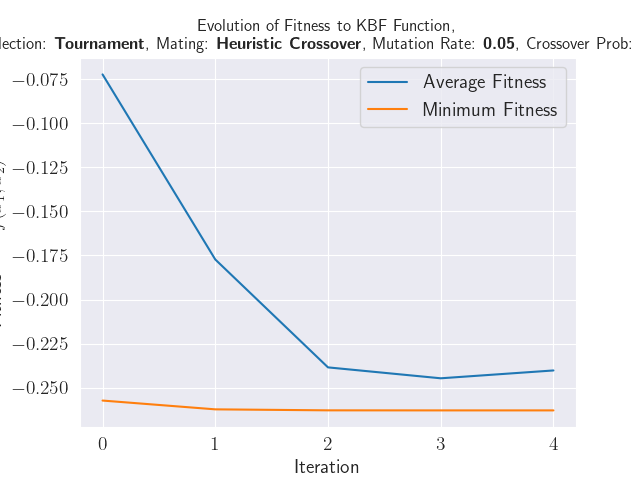 Evolution of Fitness to KBF Function,
Tournament, Mating: Heuristic Crossover, Mutation Rate: 0.05, Crossover Prob:
Average Fitness
Minimum Fitness
−0.075
−0.100
−0.125
−0.150
−0.175
−0.200
−0.225
−0.250
0 1 2 3 4
Iteration